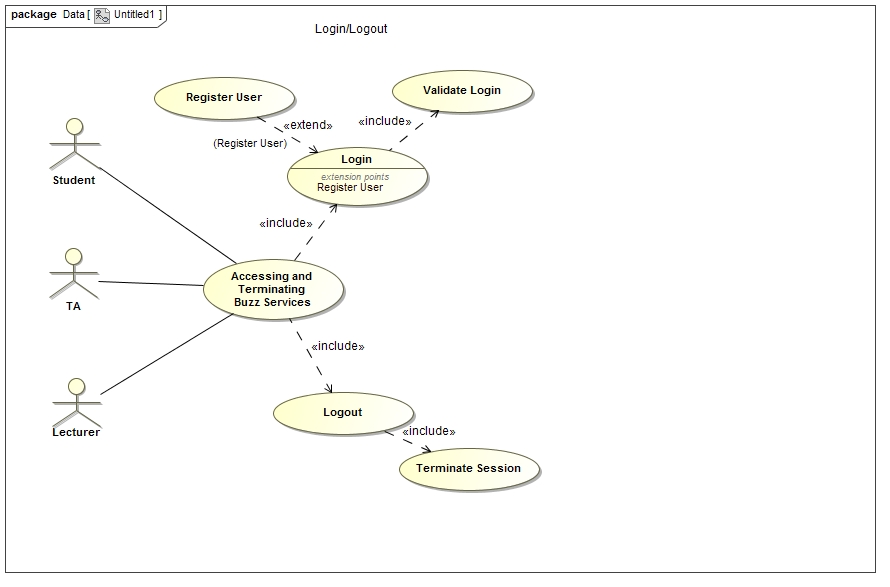 package Data [ Untitled1 ]
Login/Logout
Register User
Validate Login
«extend»
«include»
(Register User)
Login
extension points
Register User
Student
«include»
Accessing and
Terminating
Buzz Services
TA
«include»
Lecturer
Logout
«include»
Terminate Session